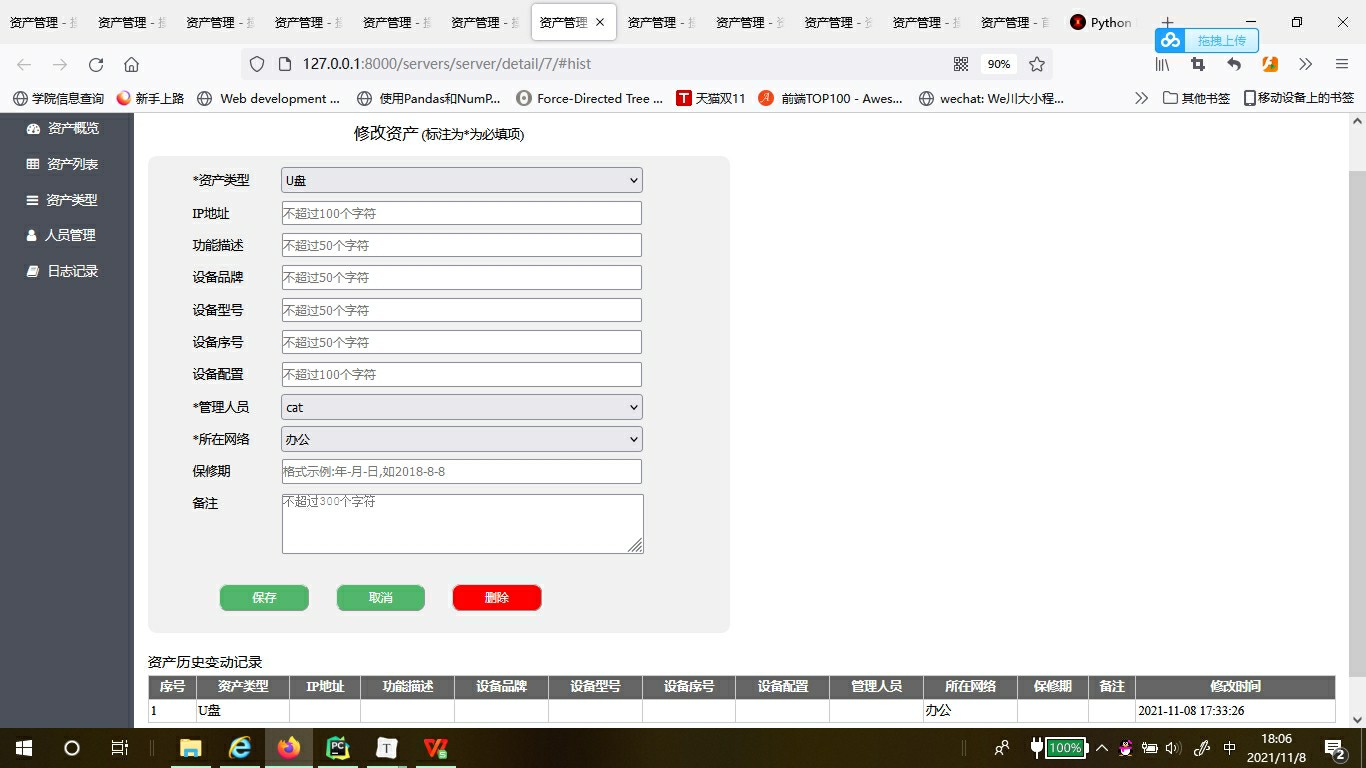 资产管理 - 资产管理 - 资产管理 - 资产管理 - 资产管理 - 资产管理 - 资产管理 资产管理 - 资产管理 - 资产管理 - 资产管理 - 资产管理 - Python
拖拽上传
127.0.0.1:8000/servers/server/detail/7/#hist 90%
学院信息查询 新手上路 Web development ... 使用Pandas和NumP... Force-Directed Tree ... 天猫双11 前端TOP100 - Awes... wechat: We川大小程... 其他书签 移动设备上的书签
资产概览
资产列表
资产类型
人员管理
日志记录
修改资产 (标注为*为必填项)
*资产类型 U盘
IP地址 不超过100个字符
功能描述 不超过50个字符
设备品牌 不超过50个字符
设备型号 不超过50个字符
设备序号 不超过50个字符
设备配置 不超过100个字符
*管理人员 cat
*所在网络 办公
保修期 格式示例:年-月-日,如2018-8-8
备注 不超过300个字符
保存 取消 删除
资产历史变动记录
序号 资产类型 IP地址 功能描述 设备品牌 设备型号 设备序号 设备配置 管理人员 所在网络 保修期 备注 修改时间
1 U盘 办公 2021-11-08 17:33:26
100% 中 18:06
2021/11/8 2